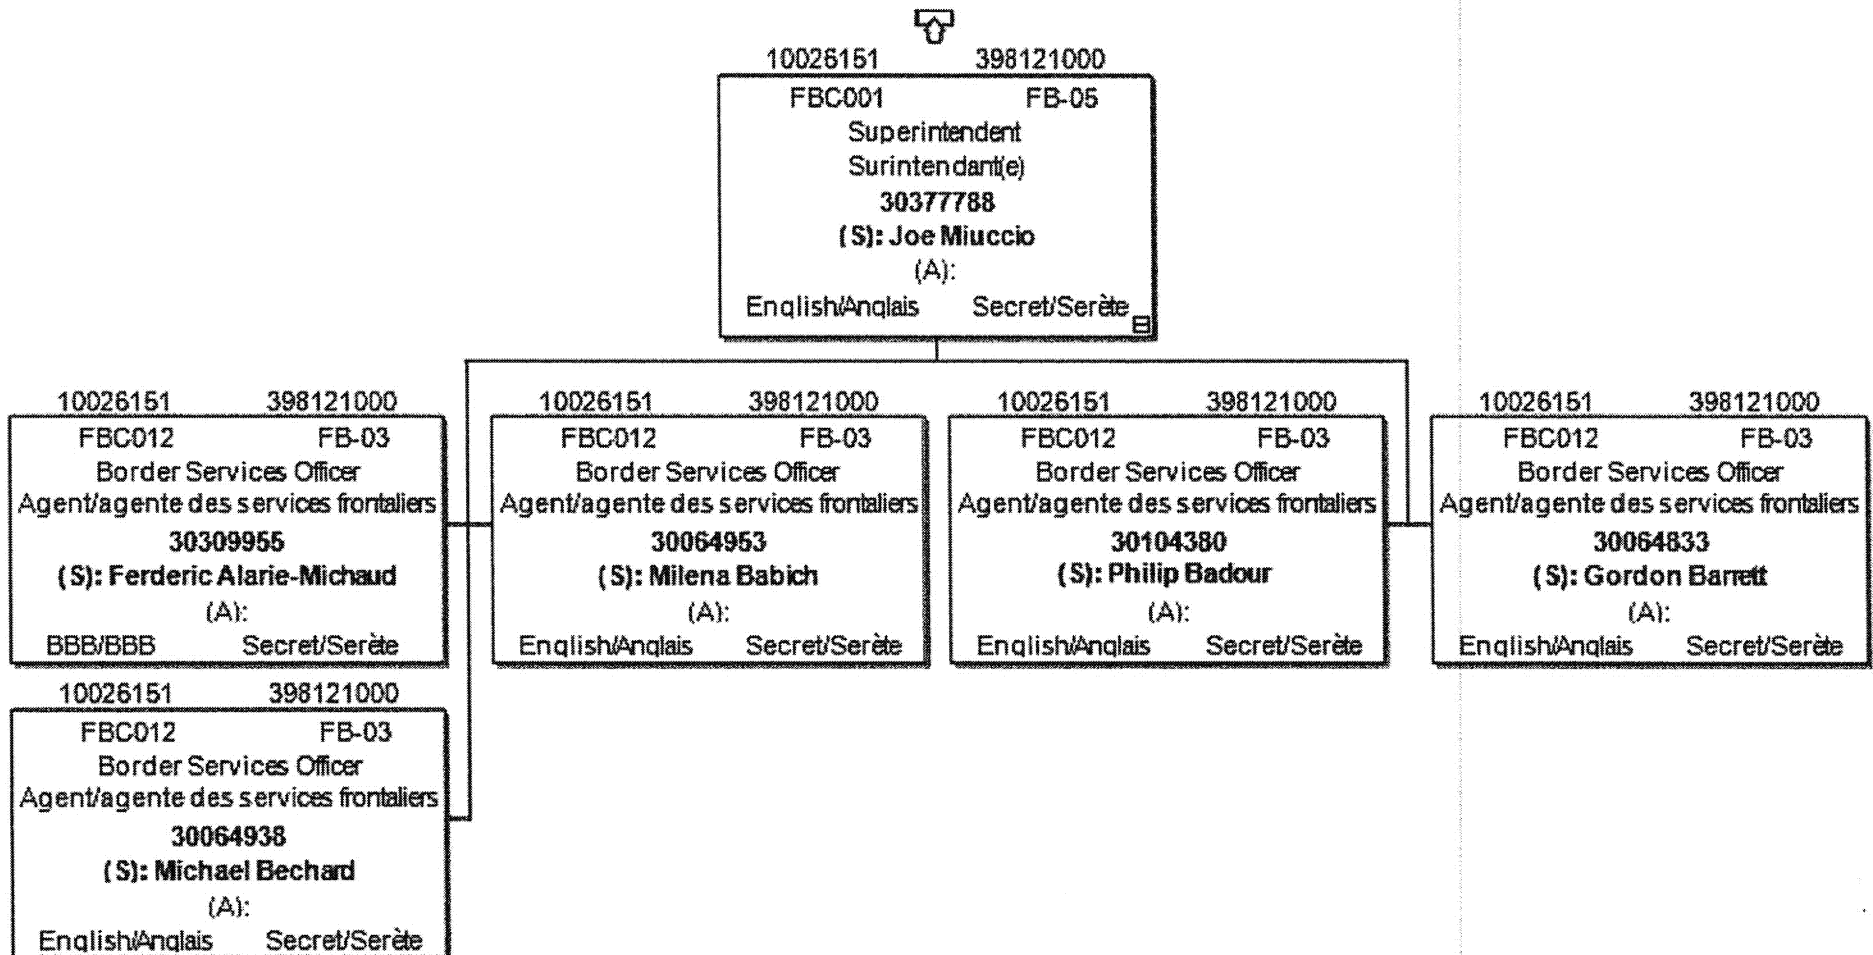 10026151 398121000
FBC001 FB-05
Superintendent
Surintendant(e)
30377788
(S): Joe Miuccio
(A):
English/Anglais Secret/Serète
10026151 398121000
FBC012 FB-03
Border Services Officer
Agent/agente des services frontaliers
30309955
(S): Ferderic Alarie-Michaud
(A):
BBB/BBB Secret/Serète
10026151 398121000
FBC012 FB-03
Border Services Officer
Agent/agente des services frontaliers
30064953
(S): Milena Babich
(A):
English/Anglais Secret/Serète
10026151 398121000
FBC012 FB-03
Border Services Officer
Agent/agente des services frontaliers
30104380
(S): Philip Badour
(A):
English/Anglais Secret/Serète
10026151 398121000
FBC012 FB-03
Border Services Officer
Agent/agente des services frontaliers
30064833
(S): Gordon Barrett
(A):
English/Anglais Secret/Serète
10026151 398121000
FBC012 FB-03
Border Services Officer
Agent/agente des services frontaliers
30064938
(S): Michael Bechard
(A):
English/Anglais Secret/Serète